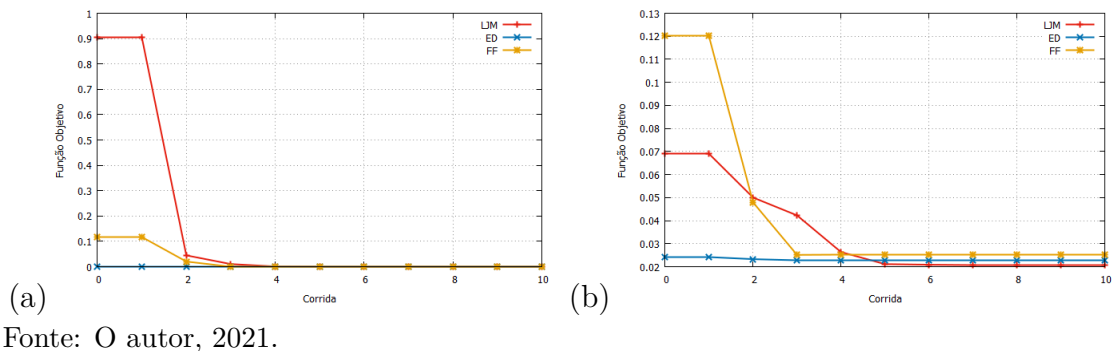 1
0.9
0.8
0.7
0.6
0.5
0.4
0.3
0.2
0.1
0
Função Objetivo
0 2 4 6 8 10
Corrida
LJM
ED
FF
(a)
0.13
0.12
0.11
0.1
0.09
0.08
0.07
0.06
0.05
0.04
0.03
0.02
Função Objetivo
0 2 4 6 8 10
Corrida
LJM
ED
FF
(b)
Fonte: O autor, 2021.